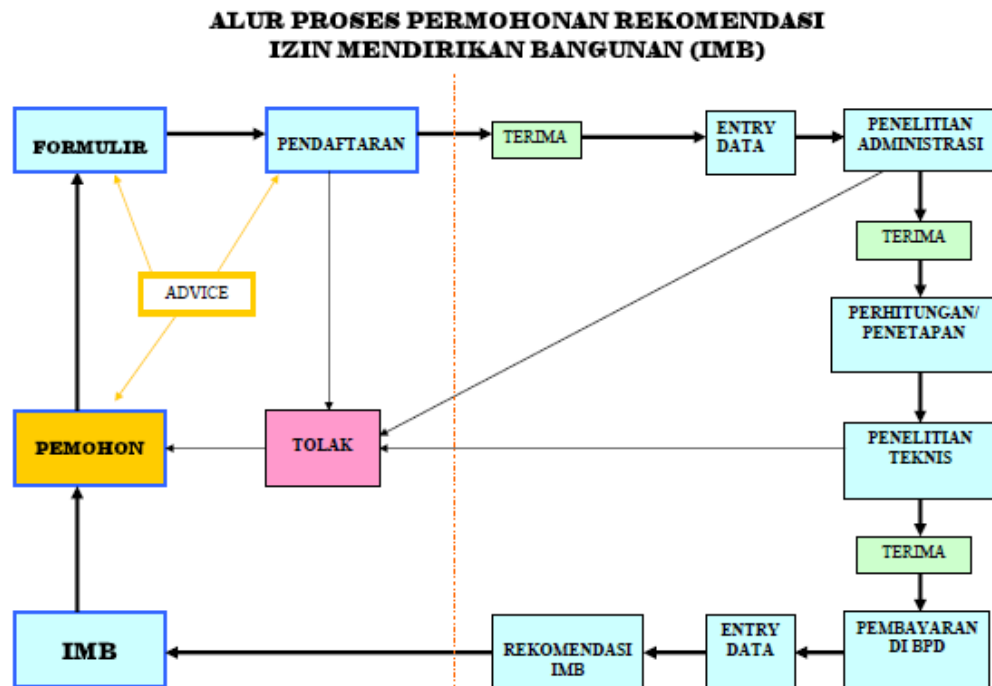 ALUR PROSES PERMOHONAN REKOMENDASI
IZIN MENDIRIKAN BANGUNAN (IMB)
FORMULIR
PENDAFTARAN
TERIMA
ENTRY
DATA
PENELITIAN
ADMINISTRASI
TERIMA
ADVICE
PERHITUNGAN/
PENETAPAN
PEMOHON
TOLAK
PENELITIAN
TEKNIS
TERIMA
IMB
REKOMENDASI
IMB
ENTRY
DATA
PEMBAYARAN
DI BPD